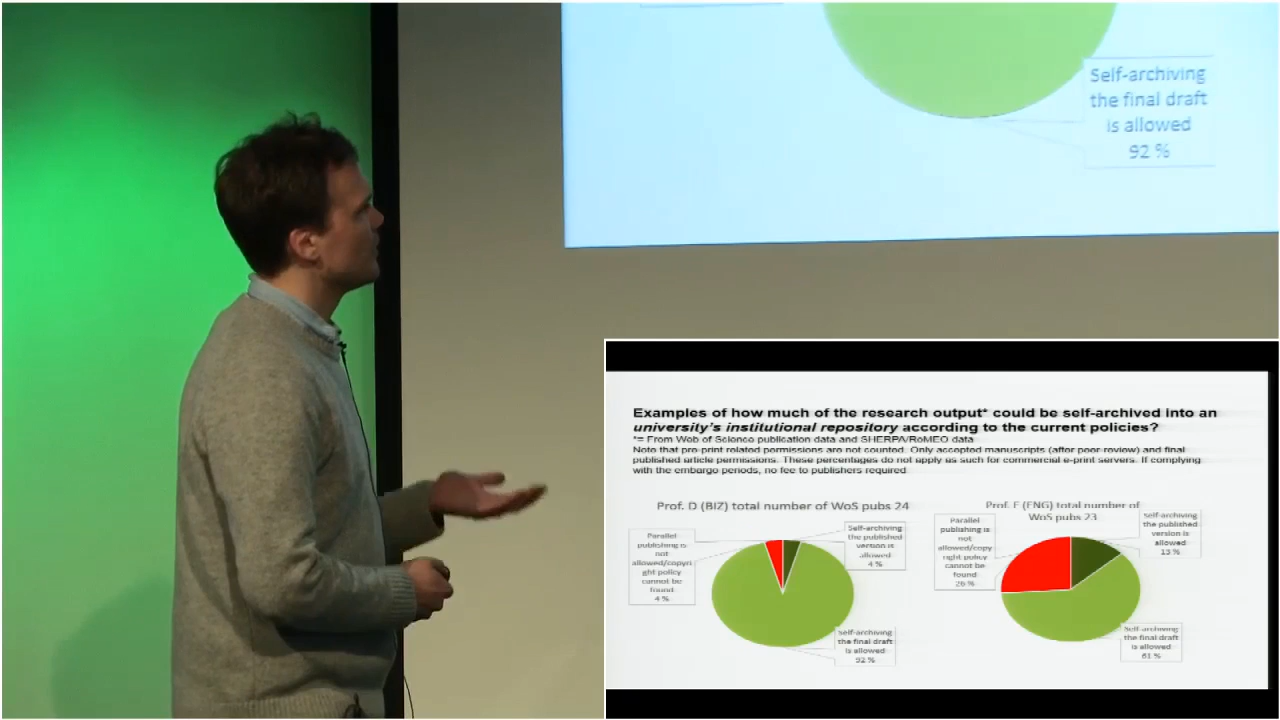 Self-archiving
the final draft
is allowed
92 %
Examples of how much of the research output* could be self-archived into an
university's institutional repository according to the current policies?
*= From Web of Science publication data and SHERPA/RoMEO data
Note that pre-print related permissions are not counted. Only accepted manuscripts (after peer review) and final
published article permissions. These percentages do not apply as such for commercial e-print servers. If complying
with the embargo periods, no fee to publishers required
Prof. D (BIZ) total number of WoS pubs 24
Parallel
publishing is
not
allowed/copyri
ght policy
cannot be
found
4 %
Self-archiving
the published
version is
allowed
4 %
Self-archiving
the final draft
is allowed
92 %
Prof. F (ENG) total number of
WoS pubs 23
Parallel
publishing is
not
allowed/copy
right policy
cannot be
found
26 %
Self-archiving
the published
version is
allowed
13 %
Self-archiving
the final draft
is allowed
61 %